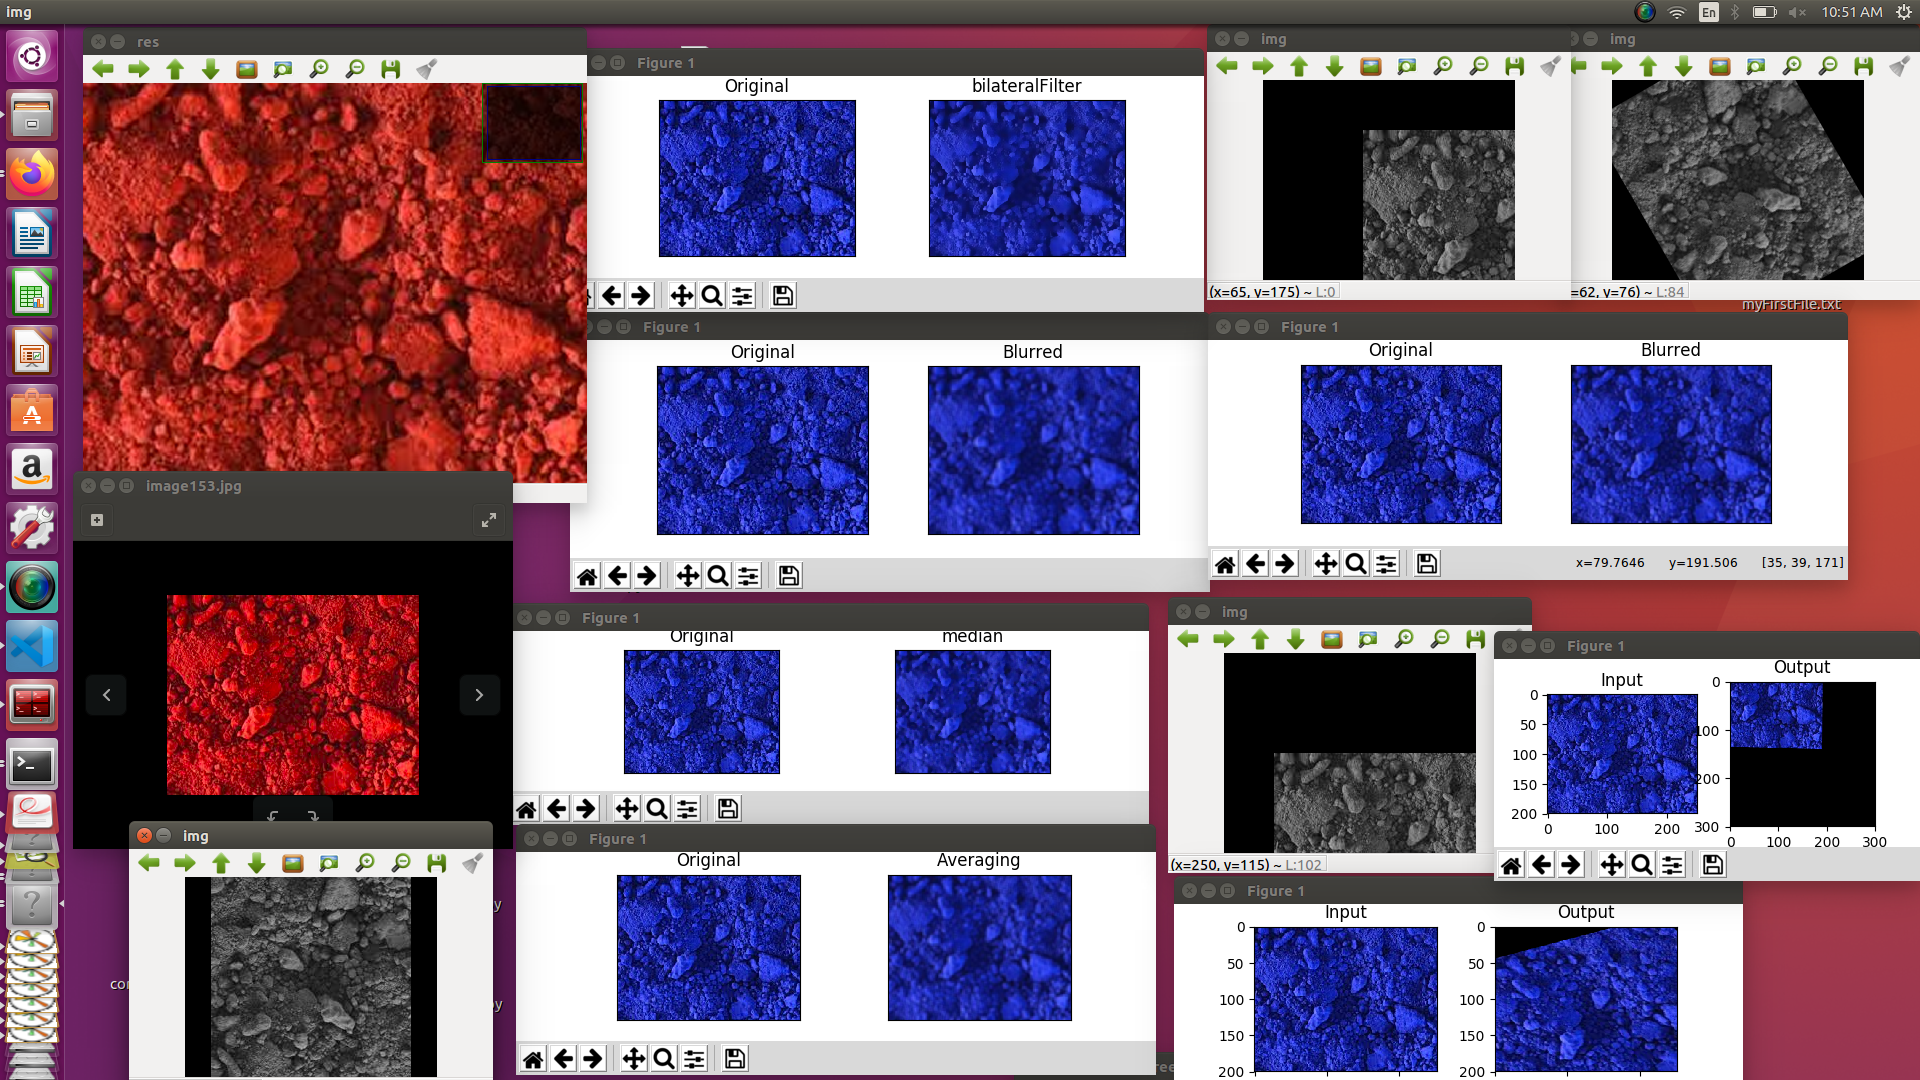 img
En
10:51 AM
res
Figure 1
Original
bilateralFilter
img
(x=65, y=175) ~ L:0
img
=62, y=76) ~ L:84
myFirstFile.txt
Figure 1
Original
Blurred
Figure 1
Original
Blurred
x=79.7646 y=191.506 [35, 39, 171]
image153.jpg
Figure 1
Original
median
img
(x=250, y=115) ~ L:102
Figure 1
Input
Output
0
50
100
150
200
0
100
200
0
100
200
300
0
100
200
300
img
y
con
py
Figure 1
Original
Averaging
Figure 1
Input
Output
0
50
100
150
200
0
50
100
150
200